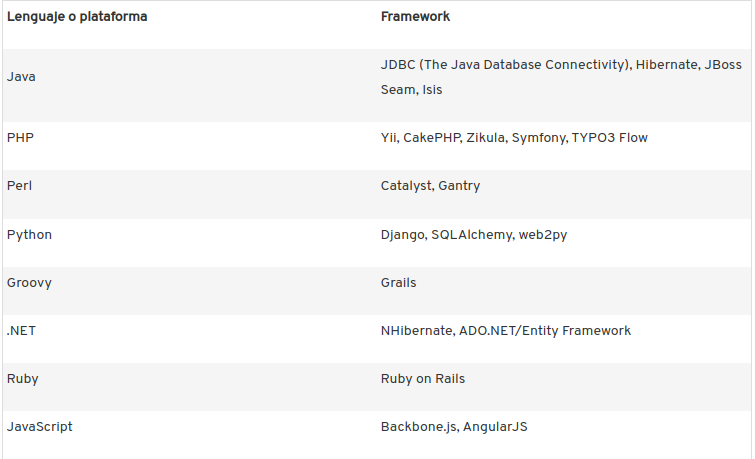 Lenguaje o plataforma Framework
Java JDBC (The Java Database Connectivity), Hibernate, JBoss
Seam, Isis
PHP Yii, CakePHP, Zikula, Symfony, TYPO3 Flow
Perl Catalyst, Gantry
Python Django, SQLAlchemy, web2py
Groovy Grails
.NET NHibernate, ADO.NET/Entity Framework
Ruby Ruby on Rails
JavaScript Backbone.js, AngularJS